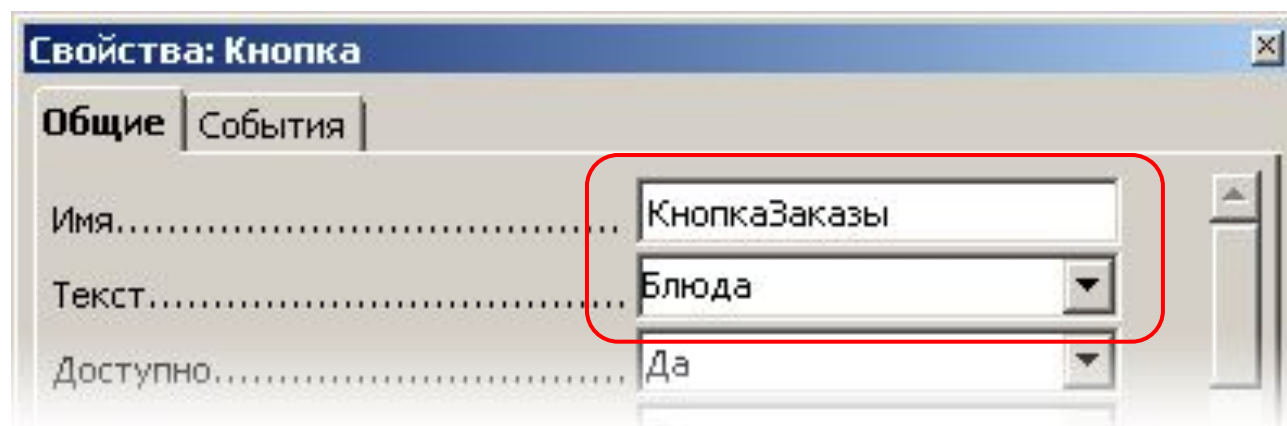 Свойства: Кнопка
Общие События
Имя..................................... КнопкаЗаказы
Текст................................... Блюда
Доступно................................ Да